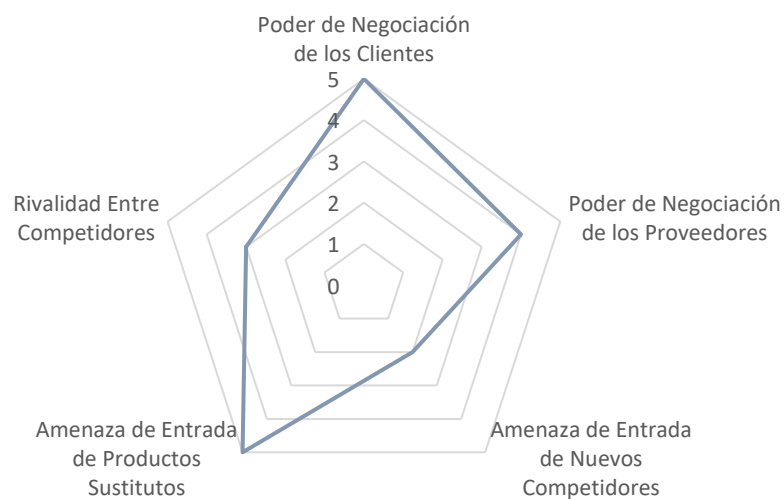 Poder de Negociación
de los Clientes
5
4
3
2
1
0
Poder de Negociación
de los Proveedores
Amenaza de Entrada
de Nuevos
Competidores
Amenaza de Entrada
de Productos
Sustitutos
Rivalidad Entre
Competidores